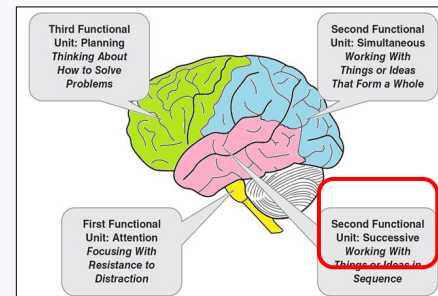 Third Functional
Unit: Planning
Thinking About
How to Solve
Problems
Second Functional
Unit: Simultaneous
Working With
Things or Ideas
That Form a Whole
First Functional
Unit: Attention
Focusing With
Resistance to
Distraction
Second Functional
Unit: Successive
Working With
Things or Ideas in
Sequence